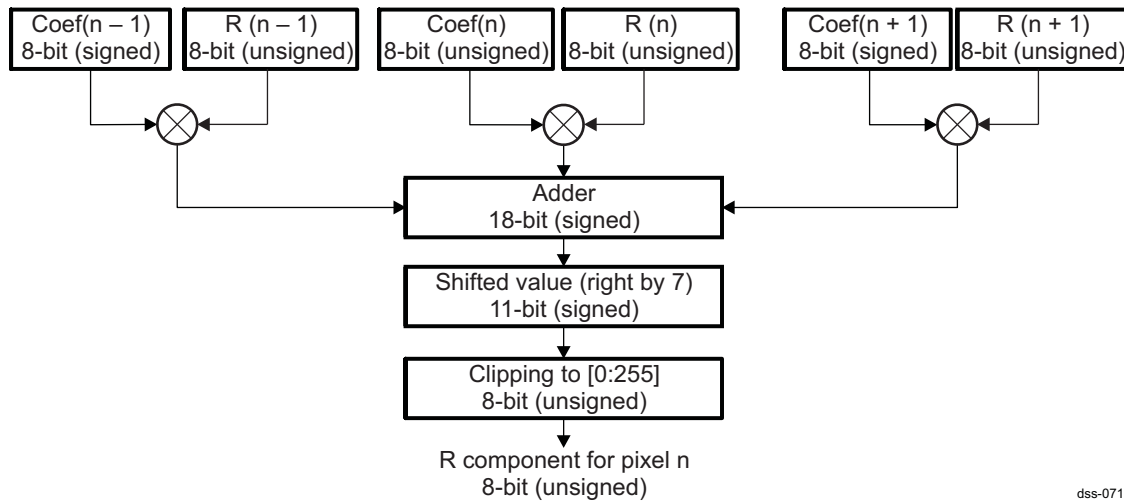 Coef(n – 1)
8-bit (signed)
R (n – 1)
8-bit (unsigned)
Coef(n)
8-bit (unsigned)
R (n)
8-bit (unsigned)
Coef(n + 1)
8-bit (signed)
R (n + 1)
8-bit (unsigned)
Adder
18-bit (signed)
Shifted value (right by 7)
11-bit (signed)
Clipping to [0:255]
8-bit (unsigned)
R component for pixel n
8-bit (unsigned)
dss-071